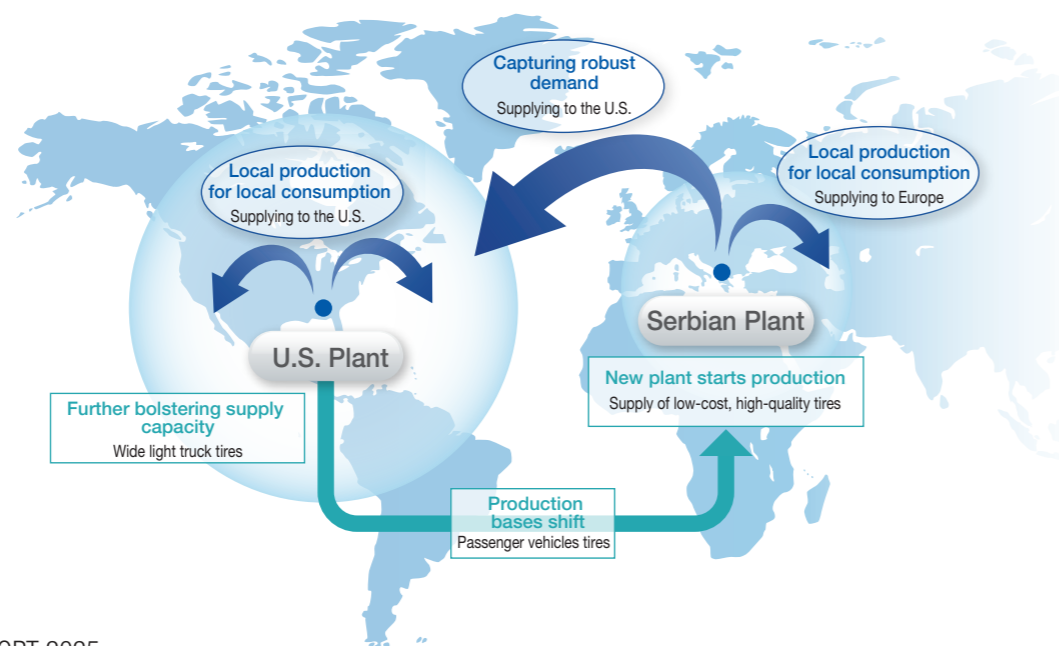 Capturing robust
demand
Supplying to the U.S.
Local production
for local consumption
Supplying to the U.S.
Local production
for local consumption
Supplying to Europe
U.S. Plant
Serbian Plant
Further bolstering supply
capacity
Wide light truck tires
New plant starts production
Supply of low-cost, high-quality tires
Production
bases shift
Passenger vehicles tires